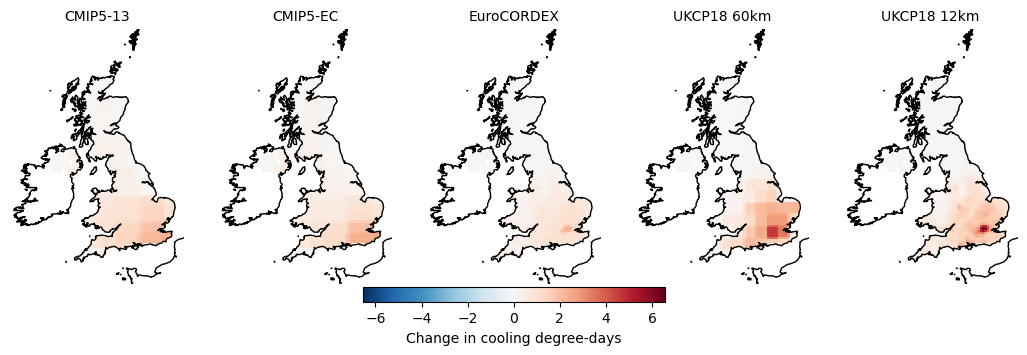 CMIP5-13 CMIP5-EC EuroCORDEX UKCP18 60km UKCP18 12km
−6 −4 −2 0 2 4 6
Change in cooling degree-days